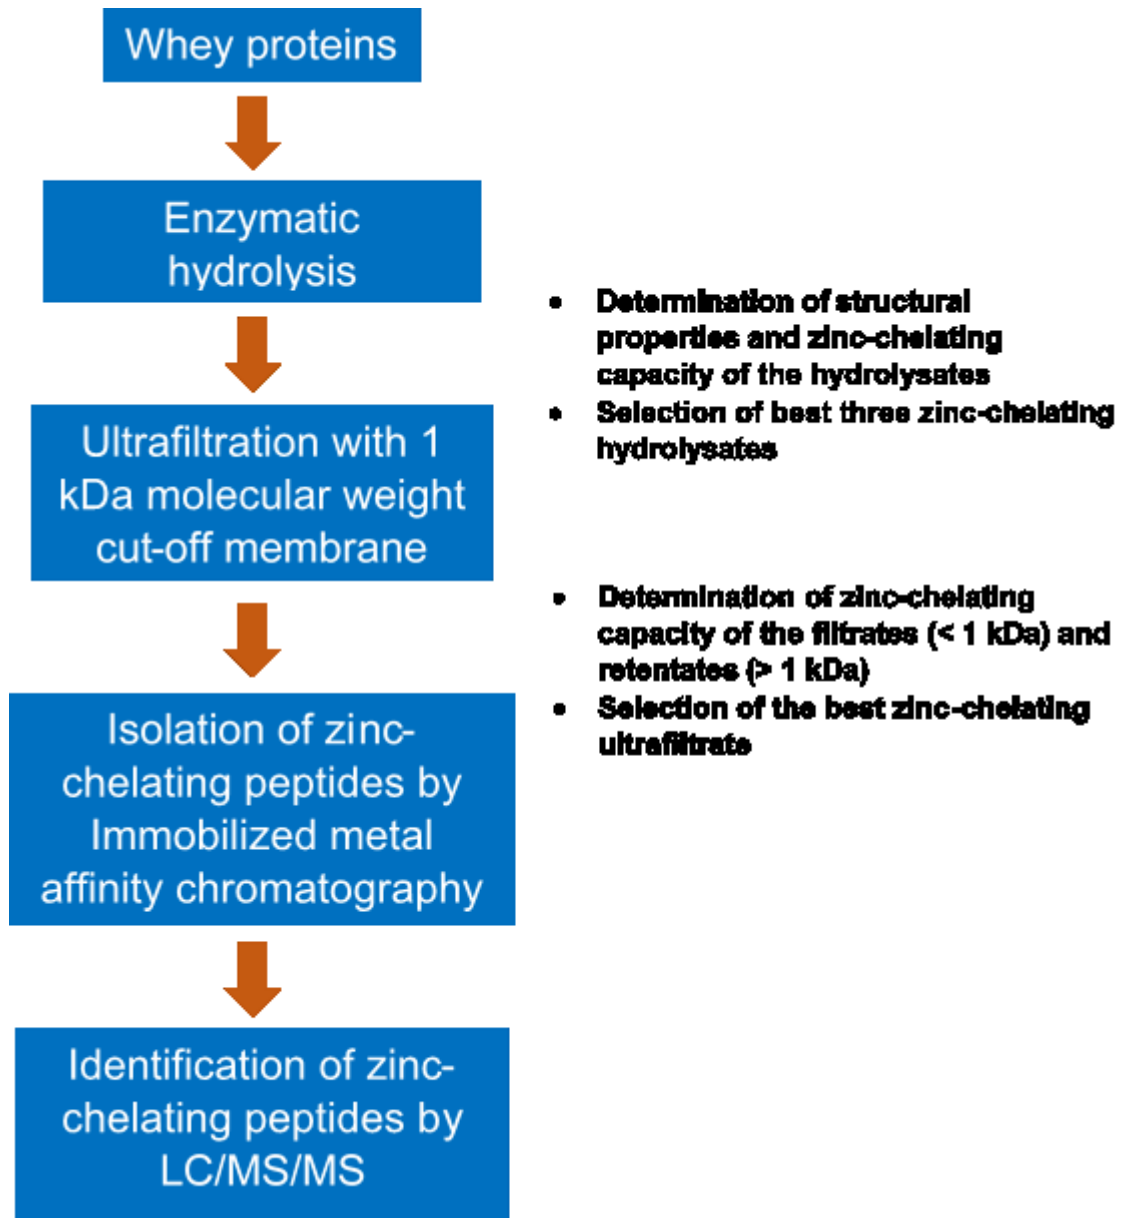 Whey proteins
Enzymatic
hydrolysis
• Determination of structural
properties and zinc-chelating
capacity of the hydrolysates
• Selection of best three zinc-chelating
hydrolysates
Ultrafiltration with 1
kDa molecular weight
cut-off membrane
• Determination of zinc-chelating
capacity of the filtrates (< 1 kDa) and
retentates (> 1 kDa)
• Selection of the best zinc-chelating
ultrafiltrate
Isolation of zinc-
chelating peptides by
Immobilized metal
affinity chromatography
Identification of zinc-
chelating peptides by
LC/MS/MS